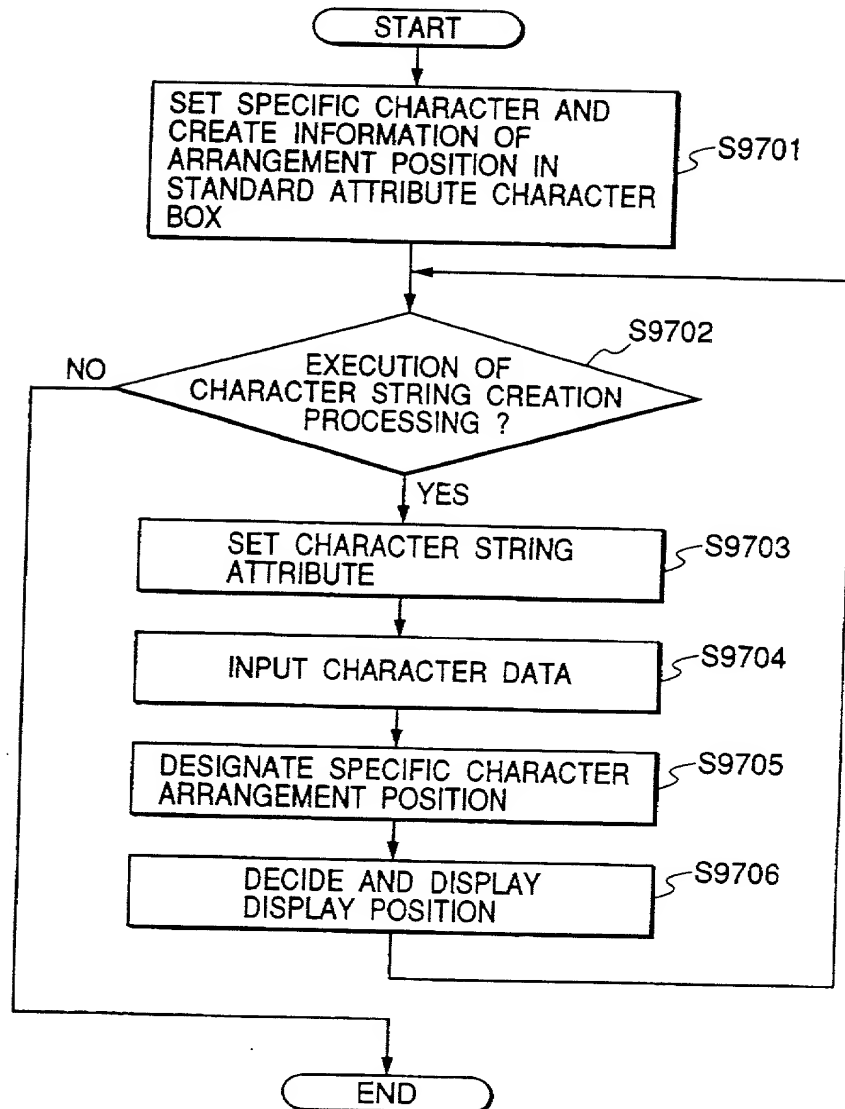 START
SET SPECIFIC CHARACTER AND
CREATE INFORMATION OF
ARRANGEMENT POSITION IN
STANDARD ATTRIBUTE CHARACTER
BOX
S9701
S9702
NO
EXECUTION OF
CHARACTER STRING CREATION
PROCESSING ?
YES
SET CHARACTER STRING
ATTRIBUTE
S9703
INPUT CHARACTER DATA
S9704
DESIGNATE SPECIFIC CHARACTER
ARRANGEMENT POSITION
S9705
DECIDE AND DISPLAY
DISPLAY POSITION
S9706
END